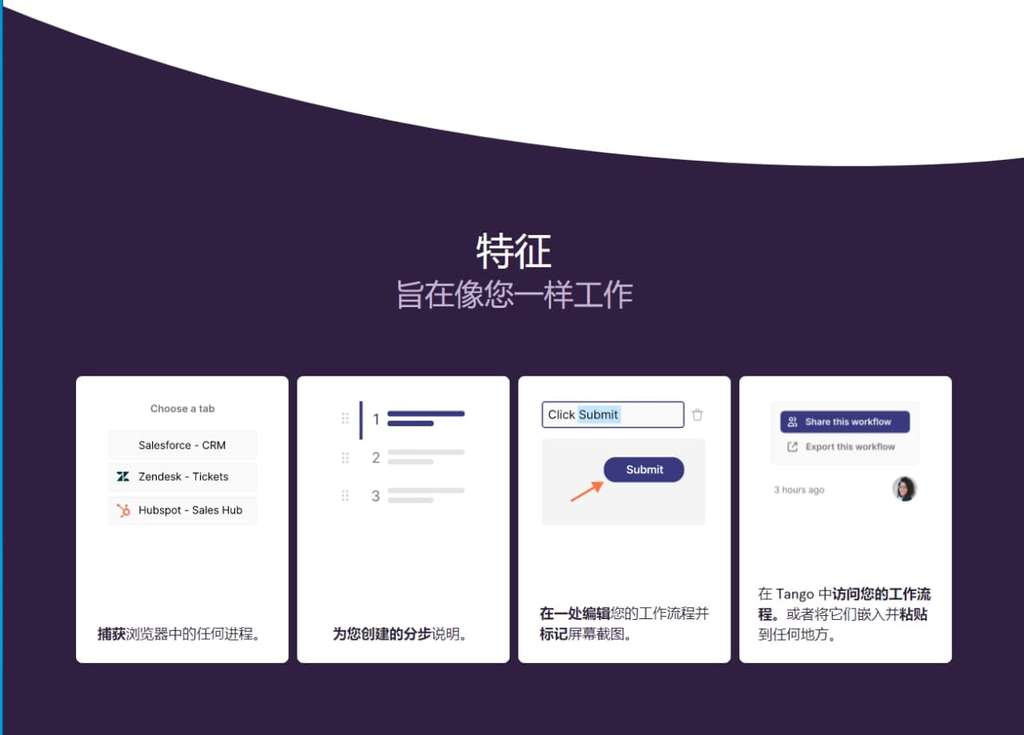 特征
旨在像您一样工作
Choose a tab
Salesforce - CRM
Zendesk - Tickets
Hubspot - Sales Hub
捕获浏览器中的任何进程。
1
2
3
为您创建的分步说明。
Click Submit
Submit
在一处编辑您的工作流程并
标记屏幕截图。
Share this workflow
Export this workflow
3 hours ago
在 Tango 中访问您的工作流
程。或者将它们嵌入并粘贴
到任何地方。